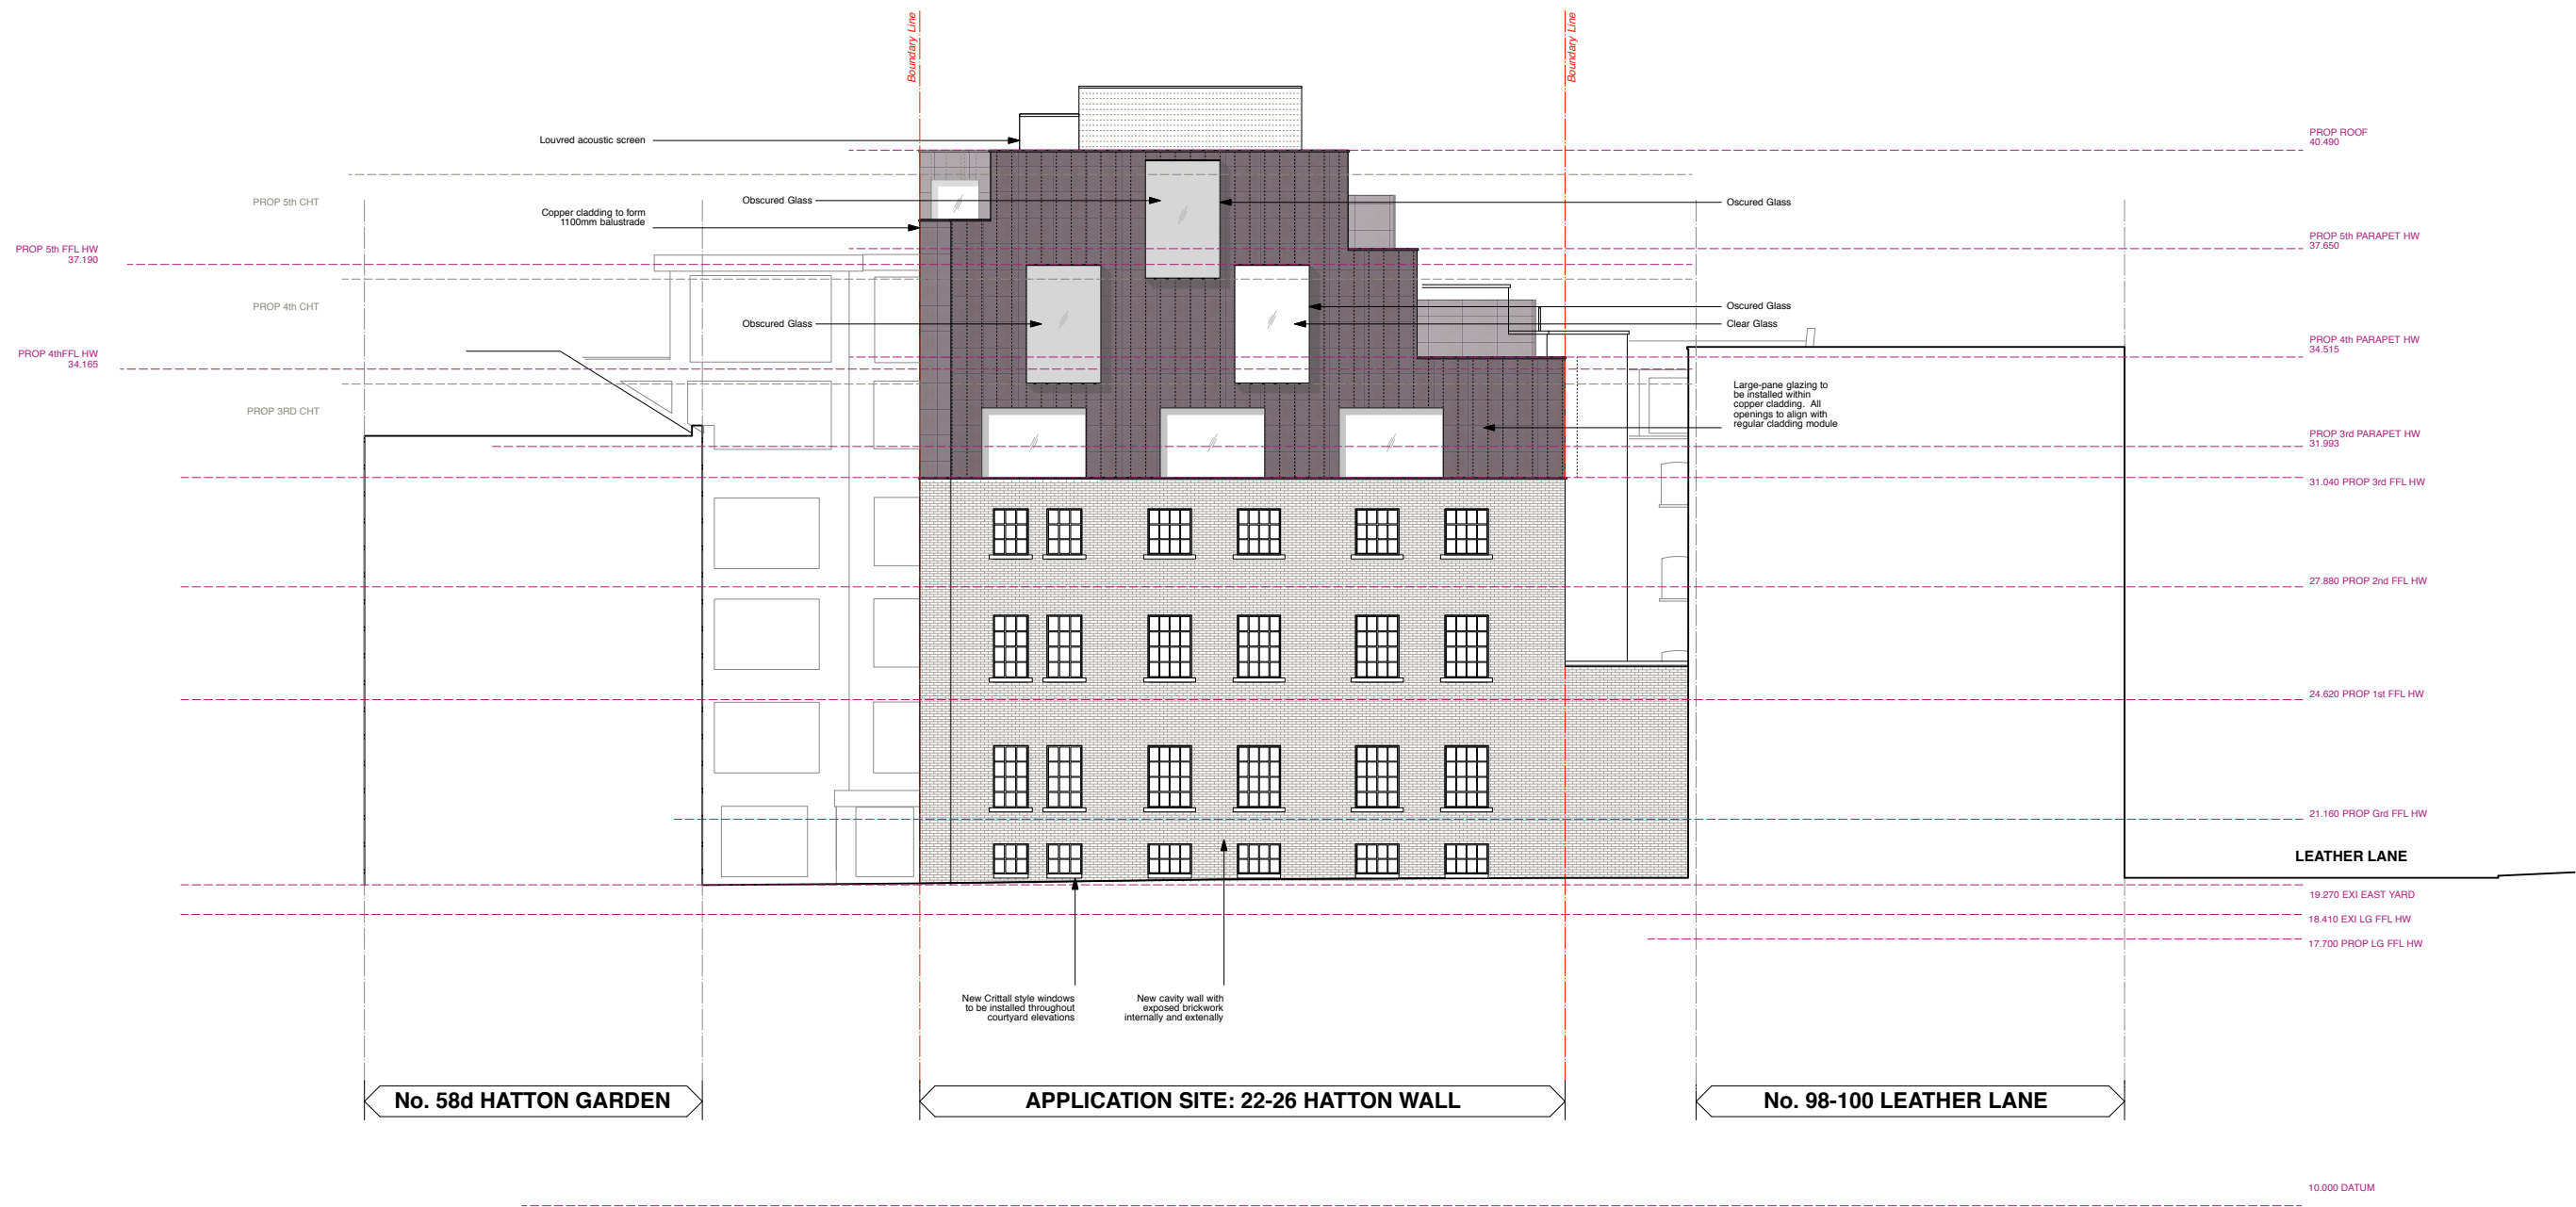 Boundary Line
Boundary Line
Louvred acoustic screen
PROP ROOF
40.490
PROP 5th CHT
Obscured Glass
Oscured Glass
Copper cladding to form
1100mm balustrade
PROP 5th FFL HW
37.190
PROP 5th PARAPET HW
37.650
PROP 4th CHT
Oscured Glass
Obscured Glass
Clear Glass
PROP 4thFFL HW
34.165
PROP 4th PARAPET HW
34.515
PROP 3RD CHT
Large-pane glazing to
be installed within
copper cladding. All
openings to align with
regular cladding module
PROP 3rd PARAPET HW
31.993
31.040 PROP 3rd FFL HW
27.880 PROP 2nd FFL HW
24.620 PROP 1st FFL HW
21.160 PROP Grd FFL HW
LEATHER LANE
19.270 EXI EAST YARD
18.410 EXI LG FFL HW
17.700 PROP LG FFL HW
New Crittall style windows
to be installed throughout
courtyard elevations
New cavity wall with
exposed brickwork
internally and extenally
No. 58d HATTON GARDEN
APPLICATION SITE: 22-26 HATTON WALL
No. 98-100 LEATHER LANE
10.000 DATUM